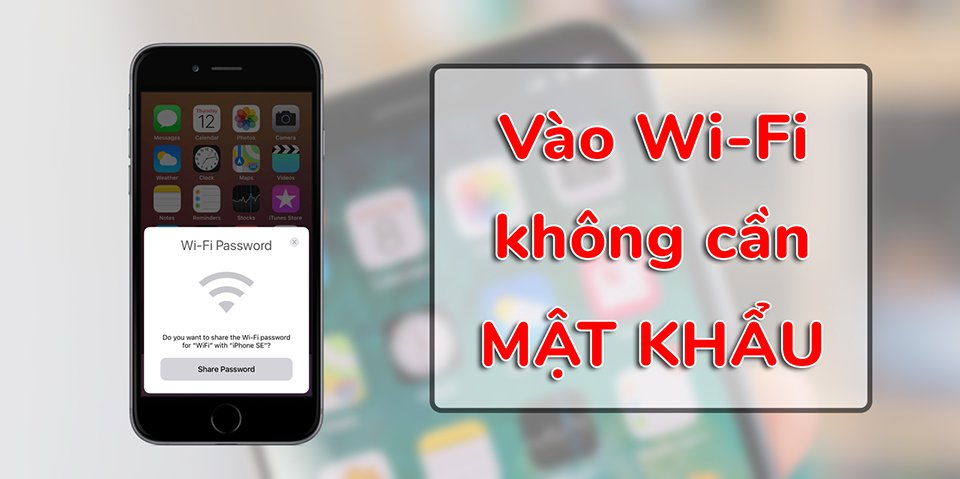 Messages
Thursday
12
Calendar
Photos
Camera
Weather
Clock
Maps
Videos
Notes
Reminders
Stocks
iTunes Store
Wi-Fi Password
Do you want to share the Wi-Fi password
for “WiFi” with “iPhone SE”?
Share Password
Vào Wi-Fi
không cần
MẬT KHẨU